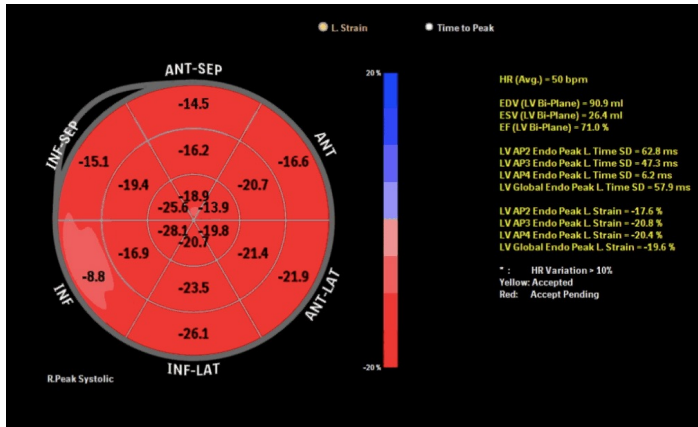 L. Strain
Time to Peak
ANT-SEP
20 %
-14.5
HR (Avg.) = 50 bpm
INF-SEP
ANT
EDV (LV Bi-Plane) = 90.9 ml
ESV (LV Bi-Plane) = 26.4 ml
EF (LV Bi-Plane) = 71.0 %
-15.1
-16.2
-16.6
LV AP2 Endo Peak L. Time SD = 62.8 ms
LV AP3 Endo Peak L. Time SD = 47.3 ms
LV AP4 Endo Peak L. Time SD = 6.2 ms
LV Global Endo Peak L. Time SD = 57.9 ms
-19.4
-18.9
-20.7
-25.6
-13.9
LV AP2 Endo Peak L. Strain = -17.6 %
LV AP3 Endo Peak L. Strain = -20.8 %
LV AP4 Endo Peak L. Strain = -20.4 %
LV Global Endo Peak L. Strain = -19.6 %
-28.1
-19.8
-16.9
-20.7
-21.4
-8.8
-21.9
" : HR Variation > 10%
Yellow: Accepted
Red: Accept Pending
INF
-23.5
ANT-LAT
-26.1
INF-LAT
-20 %
R.Peak Systolic